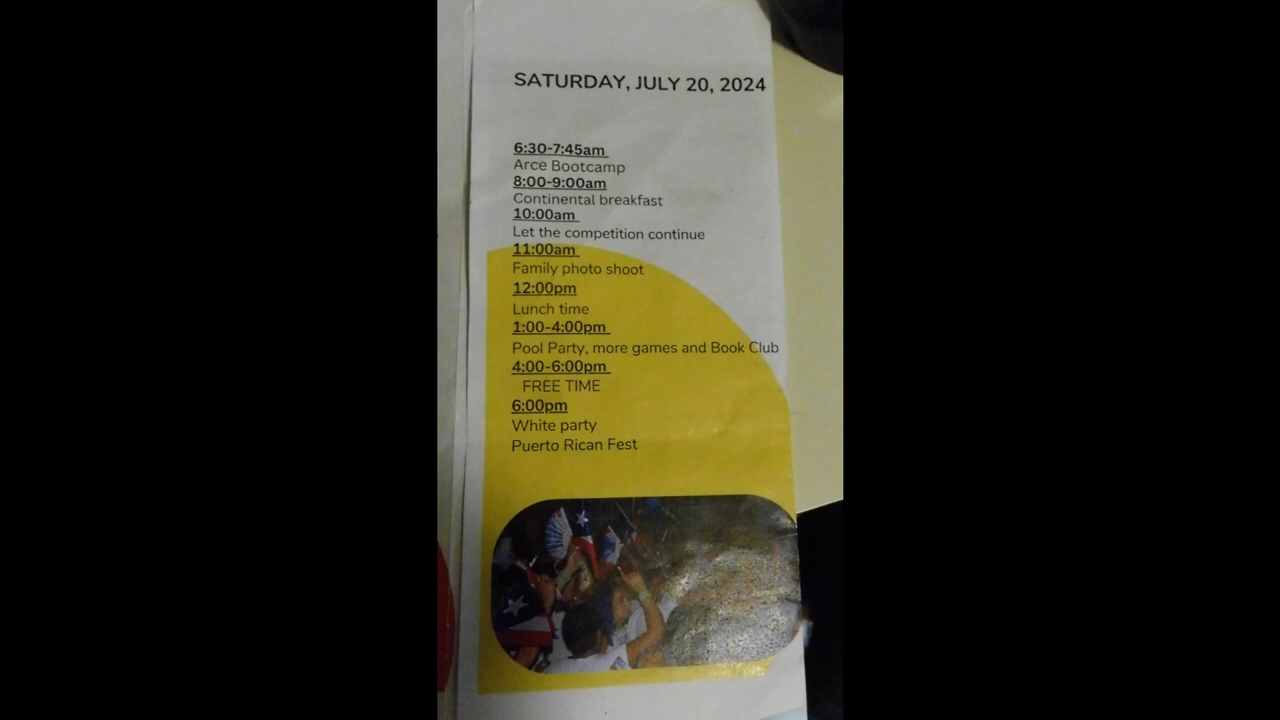 SATURDAY, JULY 20, 2024
6:30-7:45am
Arce Bootcamp
8:00-9:00am
Continental breakfast
10:00am
Let the competition continue
11:00am
Family photo shoot
12:00pm
Lunch time
1:00-4:00pm
Pool Party, more games and Book Club
4:00-6:00pm
FREE TIME
6:00pm
White party
Puerto Rican Fest